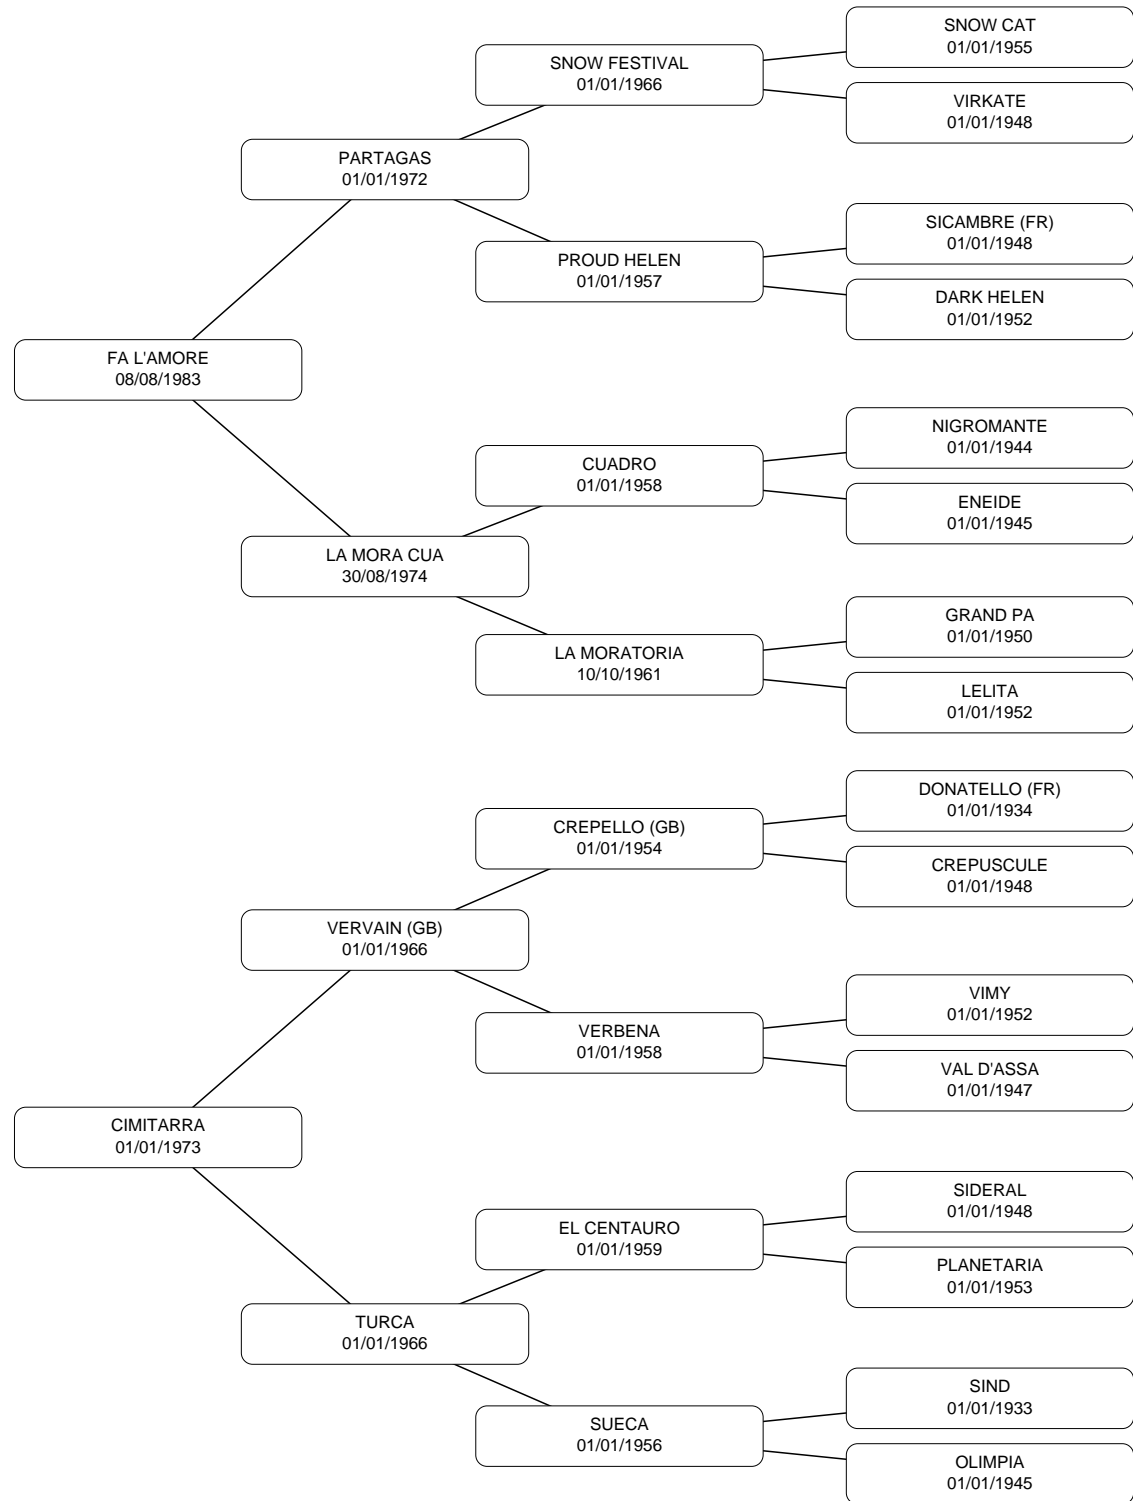 SNOW CAT
01/01/1955
SNOW FESTIVAL
01/01/1966
VIRKATE
01/01/1948
PARTAGAS
01/01/1972
SICAMBRE (FR)
01/01/1948
PROUD HELEN
01/01/1957
DARK HELEN
01/01/1952
FA L'AMORE
08/08/1983
NIGROMANTE
01/01/1944
CUADRO
01/01/1958
ENEIDE
01/01/1945
LA MORA CUA
30/08/1974
GRAND PA
01/01/1950
LA MORATORIA
10/10/1961
LELITA
01/01/1952
DONATELLO (FR)
01/01/1934
CREPELLO (GB)
01/01/1954
CREPUSCULE
01/01/1948
VERVAIN (GB)
01/01/1966
VIMY
01/01/1952
VERBENA
01/01/1958
VAL D'ASSA
01/01/1947
CIMITARRA
01/01/1973
SIDERAL
01/01/1948
EL CENTAURO
01/01/1959
PLANETARIA
01/01/1953
TURCA
01/01/1966
SIND
01/01/1933
SUECA
01/01/1956
OLIMPIA
01/01/1945